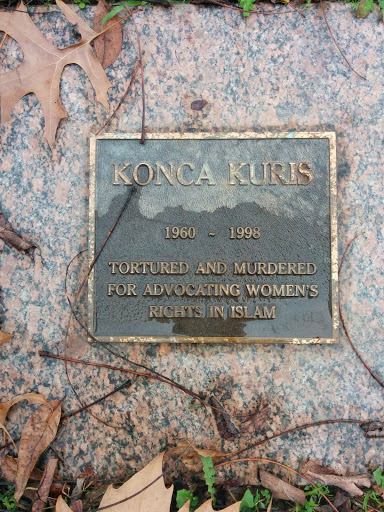 KONCA KURIS
1960 ~ 1998
TORTURED AND MURDERED
FOR ADVOCATING WOMEN'S
RIGHTS IN ISLAM